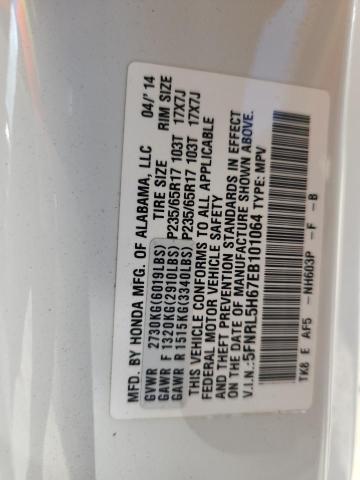 MFD. BY HONDA MFG. OF ALABAMA, LLC 04/'14
TIRE SIZE RIM SIZE
GVWR 2730KG(6019LBS)
GAWR F 1320KG(2910LBS) P235/65R17 103T 17X7J
GAWR R 1515KG(3340LBS) P235/65R17 103T 17X7J
THIS VEHICLE CONFORMS TO ALL APPLICABLE
FEDERAL MOTOR VEHICLE SAFETY
AND THEFT PREVENTION STANDARDS IN EFFECT
ON THE DATE OF MANUFACTURE SHOWN ABOVE.
V.I.N.:5FNRL5H67EB101064 TYPE: MPV
TK8 E AF5 -NH603P -F -B